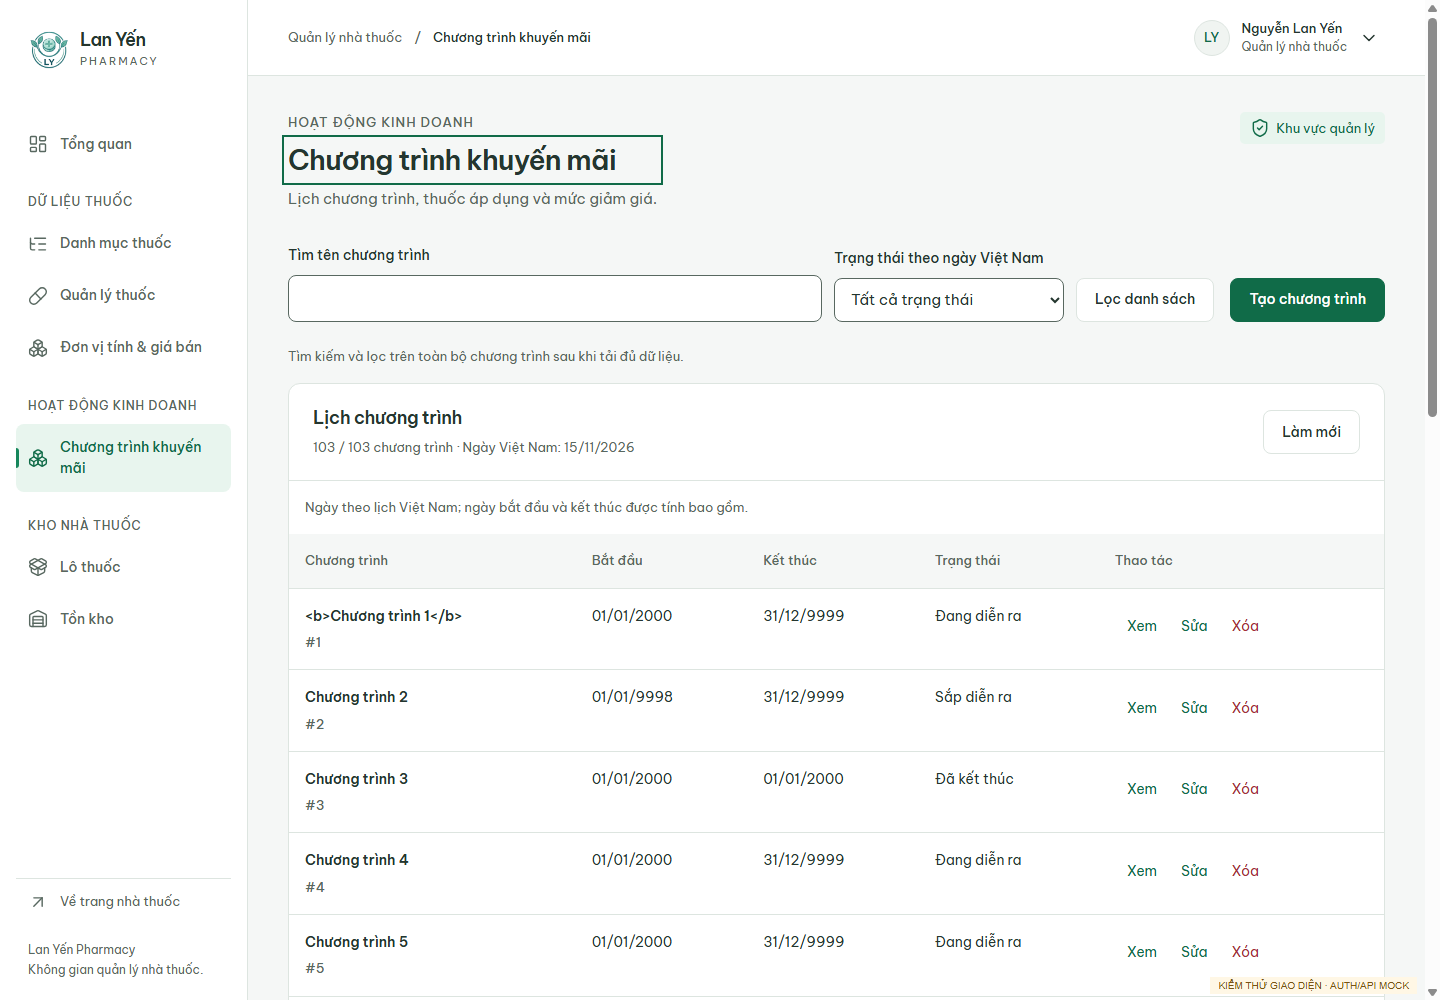 Lan Yến
PHARMACY
LY
Tổng quan
DỮ LIỆU THUỐC
Danh mục thuốc
Quản lý thuốc
Đơn vị tính & giá bán
HOẠT ĐỘNG KINH DOANH
Chương trình khuyến
mãi
KHO NHÀ THUỐC
Lô thuốc
Tồn kho
Về trang nhà thuốc
Lan Yến Pharmacy
Không gian quản lý nhà thuốc.
Quản lý nhà thuốc / Chương trình khuyến mãi
LY
Nguyễn Lan Yến
Quản lý nhà thuốc
HOẠT ĐỘNG KINH DOANH
Chương trình khuyến mãi
Lịch chương trình, thuốc áp dụng và mức giảm giá.
Khu vực quản lý
Tìm tên chương trình
Trạng thái theo ngày Việt Nam
Tất cả trạng thái
Lọc danh sách
Tạo chương trình
Tìm kiếm và lọc trên toàn bộ chương trình sau khi tải đủ dữ liệu.
Lịch chương trình
103 / 103 chương trình · Ngày Việt Nam: 15/11/2026
Làm mới
Ngày theo lịch Việt Nam; ngày bắt đầu và kết thúc được tính bao gồm.
Chương trình Bắt đầu Kết thúc Trạng thái Thao tác
<b>Chương trình 1</b> 01/01/2000 31/12/9999 Đang diễn ra Xem Sửa Xóa
#1
Chương trình 2 01/01/9998 31/12/9999 Sắp diễn ra Xem Sửa Xóa
#2
Chương trình 3 01/01/2000 01/01/2000 Đã kết thúc Xem Sửa Xóa
#3
Chương trình 4 01/01/2000 31/12/9999 Đang diễn ra Xem Sửa Xóa
#4
Chương trình 5 01/01/2000 31/12/9999 Đang diễn ra Xem Sửa Xóa
#5
KIỂM THỬ GIAO DIỆN · AUTH/API MOCK